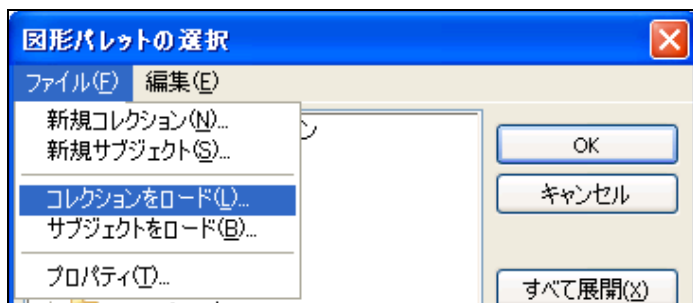 図形パレットの選択
ファイル(F) 編集(E)
新規コレクション(N)...
新規サブジェクト(S)...
コレクションをロード(L)...
サブジェクトをロード(B)...
プロパティ(T)...
ン
OK
キャンセル
すべて展開(X)